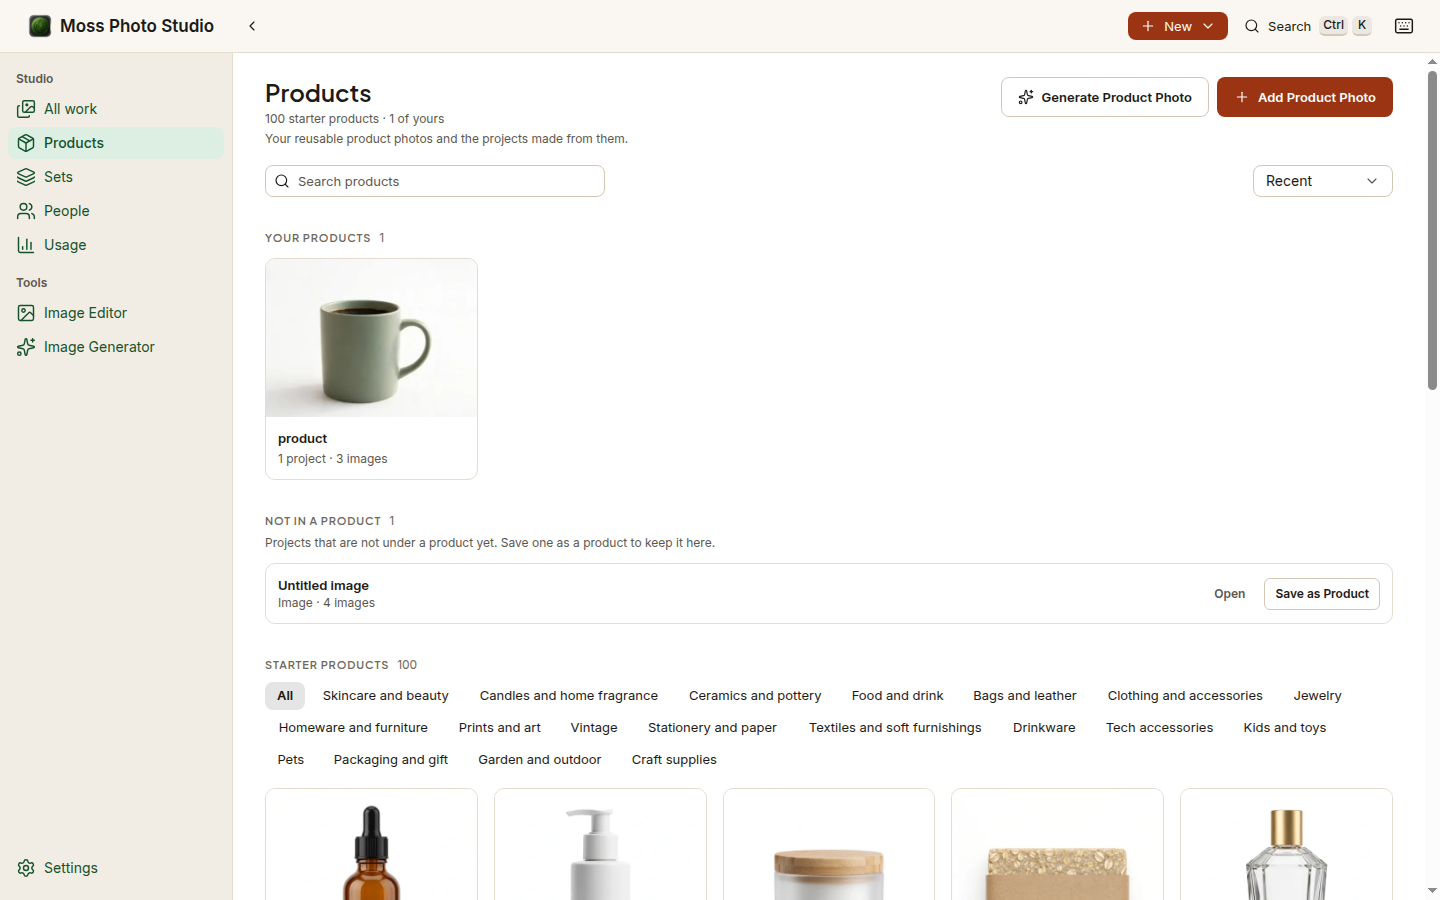 Moss Photo Studio
New
Search Ctrl K
Studio
All work
Products
Sets
People
Usage
Tools
Image Editor
Image Generator
Settings
Products
100 starter products · 1 of yours
Your reusable product photos and the projects made from them.
Generate Product Photo
Add Product Photo
Search products
Recent
YOUR PRODUCTS 1
product
1 project · 3 images
NOT IN A PRODUCT 1
Projects that are not under a product yet. Save one as a product to keep it here.
Untitled image
Image · 4 images
Open
Save as Product
STARTER PRODUCTS 100
All Skincare and beauty Candles and home fragrance Ceramics and pottery Food and drink Bags and leather Clothing and accessories Jewelry
Homeware and furniture Prints and art Vintage Stationery and paper Textiles and soft furnishings Drinkware Tech accessories Kids and toys
Pets Packaging and gift Garden and outdoor Craft supplies